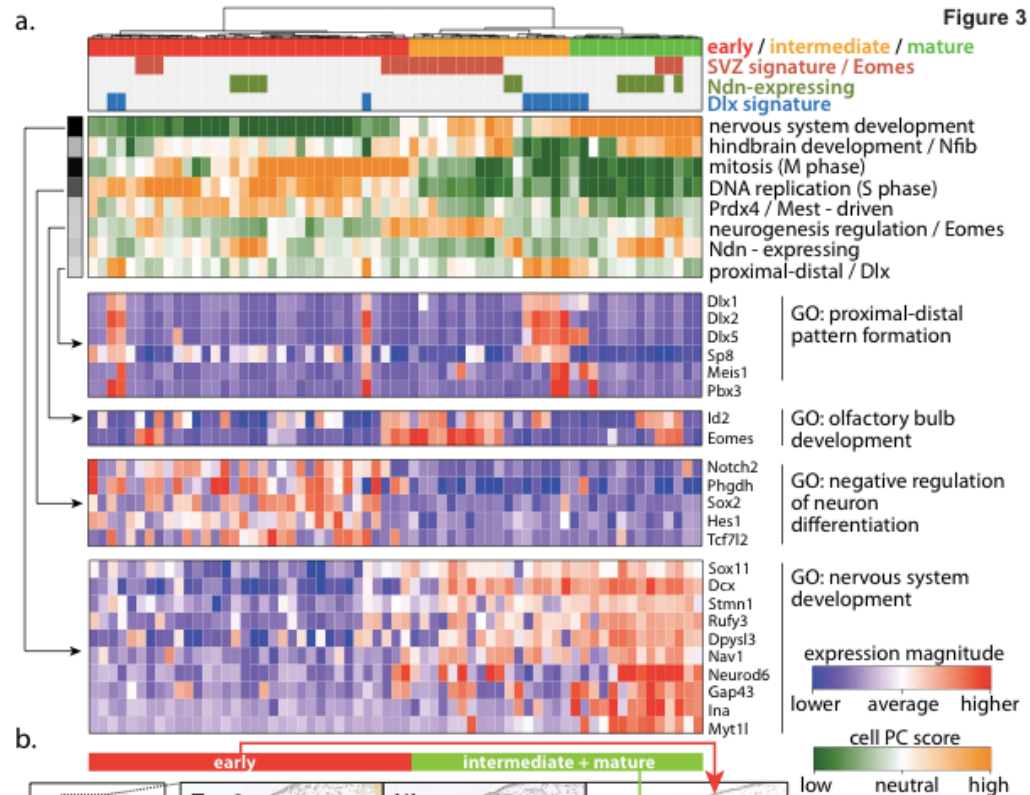 Figure 3
a.
early / intermediate / mature
SVZ signature / Eomes
Ndn-expressing
Dlx signature
nervous system development
hindbrain development / Nfib
mitosis (M phase)
DNA replication (S phase)
Prdx4 / Mest - driven
neurogenesis regulation / Eomes
Ndn - expressing
proximal-distal / Dlx
Dlx1
Dlx2
Dlx5
Sp8
Meis1
Pbx3
GO: proximal-distal
pattern formation
Id2
Eomes
GO: olfactory bulb
development
Notch2
Phgdh
Sox2
Hes1
Tcf7l2
GO: negative regulation
of neuron
differentiation
Sox11
Dcx
Stmn1
Rufy3
Dpysl3
Nav1
Neurod6
Gap43
Ina
Myt1l
GO: nervous system
development
expression magnitude
lower average higher
cell PC score
low neutral high
b.
early
intermediate + mature